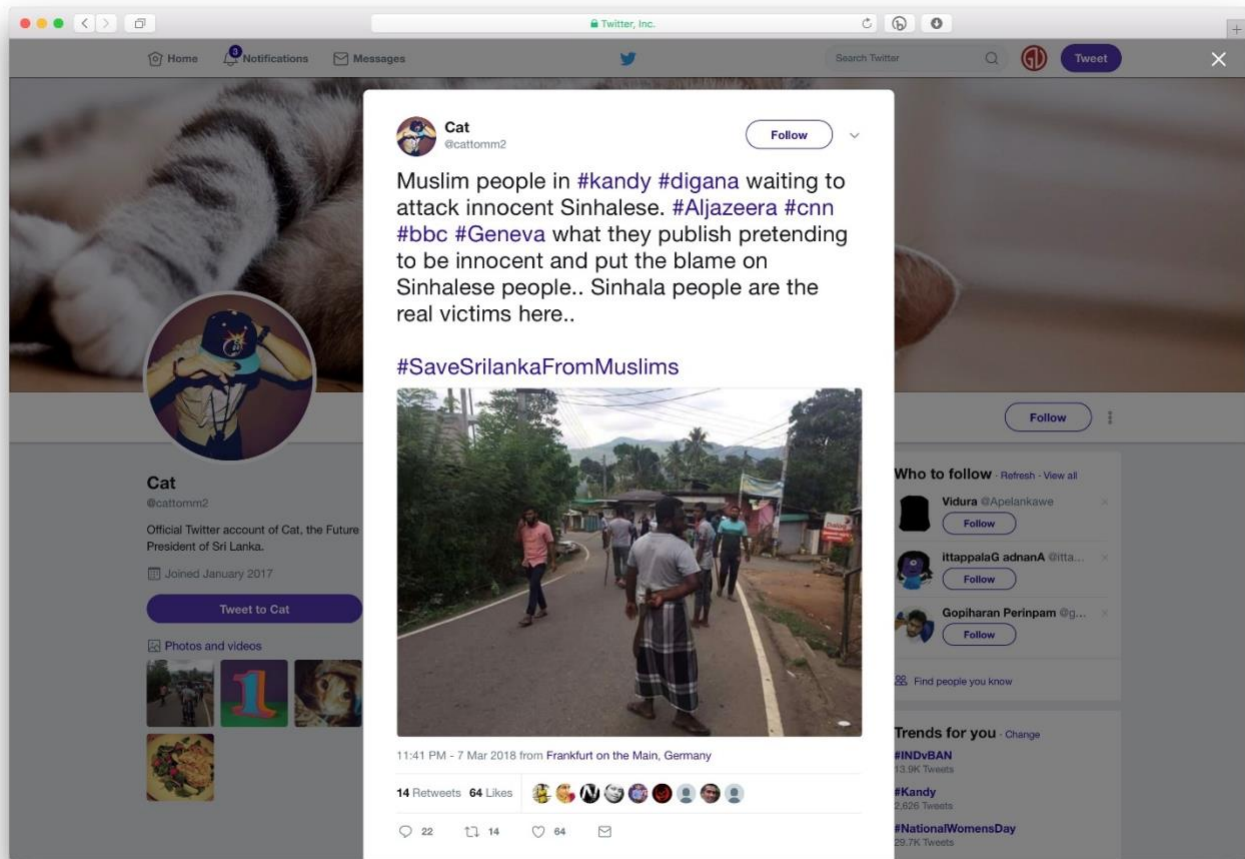 Twitter, Inc.
Home
3
Notifications
Messages
Search Twitter
Tweet
Cat
@cattomm2
Follow
Muslim people in #kandy #digana waiting to
attack innocent Sinhalese. #Aljazeera #cnn
#bbc #Geneva what they publish pretending
to be innocent and put the blame on
Sinhalese people.. Sinhala people are the
real victims here..
#SaveSrilankaFromMuslims
11:41 PM - 7 Mar 2018 from Frankfurt on the Main, Germany
14 Retweets 64 Likes
22 14 64
Cat
@cattomm2
Official Twitter account of Cat, the Future
President of Sri Lanka.
Joined January 2017
Tweet to Cat
Photos and videos
Follow
Who to follow · Refresh · View all
Vidura @Apelankawe
Follow
ittappalaG adnanA @itta...
Follow
Gopiharan Perinpam @g...
Follow
Find people you know
Trends for you · Change
#INDvBAN
13.9K Tweets
#Kandy
2,626 Tweets
#NationalWomensDay
29.7K Tweets